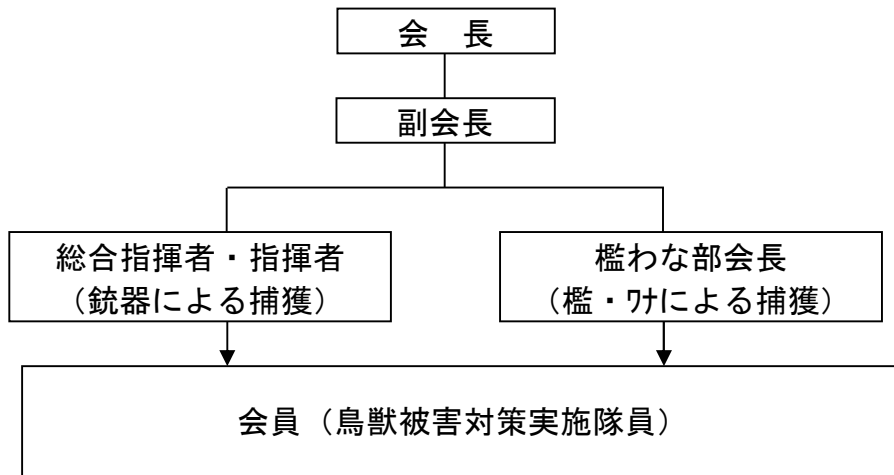 会　長
副会長
総合指揮者・指揮者
（銃器による捕獲）
檻わな部会長
（檻・ﾜﾅによる捕獲）
会員（鳥獣被害対策実施隊員）